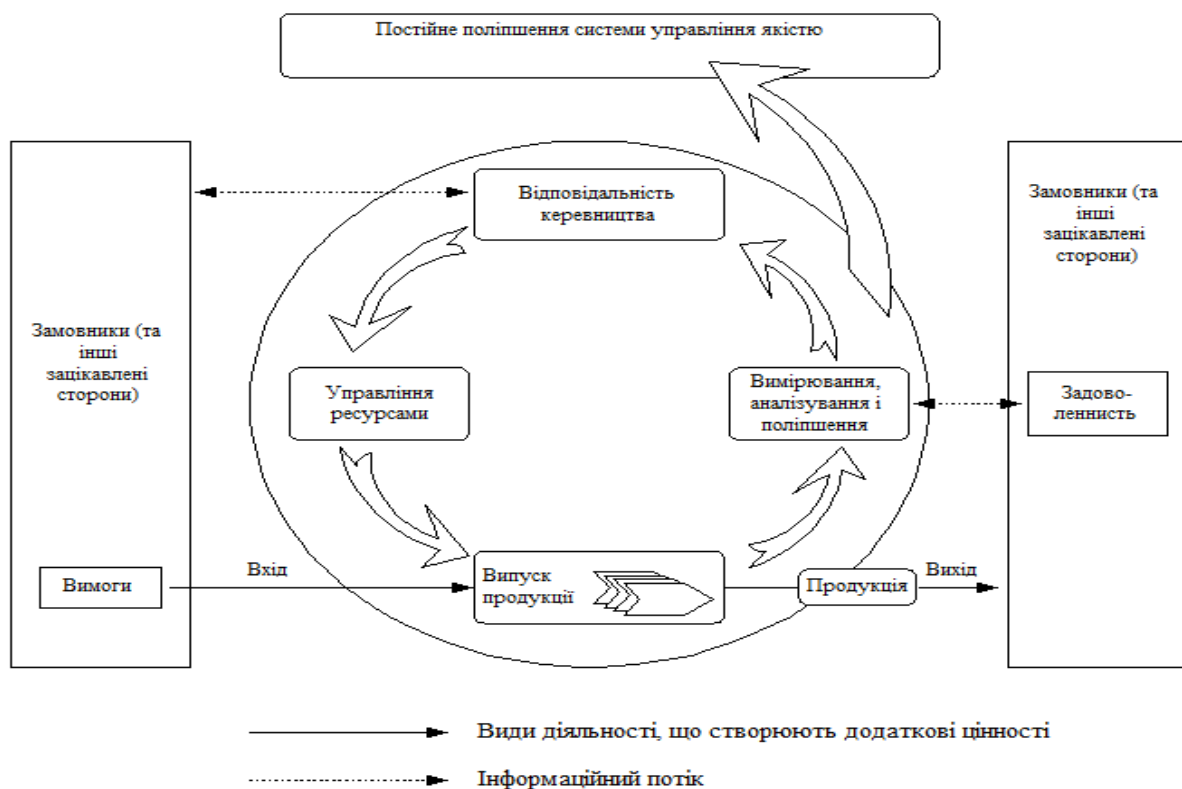 Постійне поліпшення системи управління якістю
Відповідальність
керевництва
Замовники (та
інші
зацікавлені
сторони)
Замовники (та
інші
зацікавлені
сторони)
Управління
ресурсами
Вимірювання,
аналізування і
поліпшення
Задово-
леннисть
Вимоги
Вхід
Випуск
продукції
Продукція
Вихід
Види діяльності, що створюють додаткові цінності
Інформаційний потік